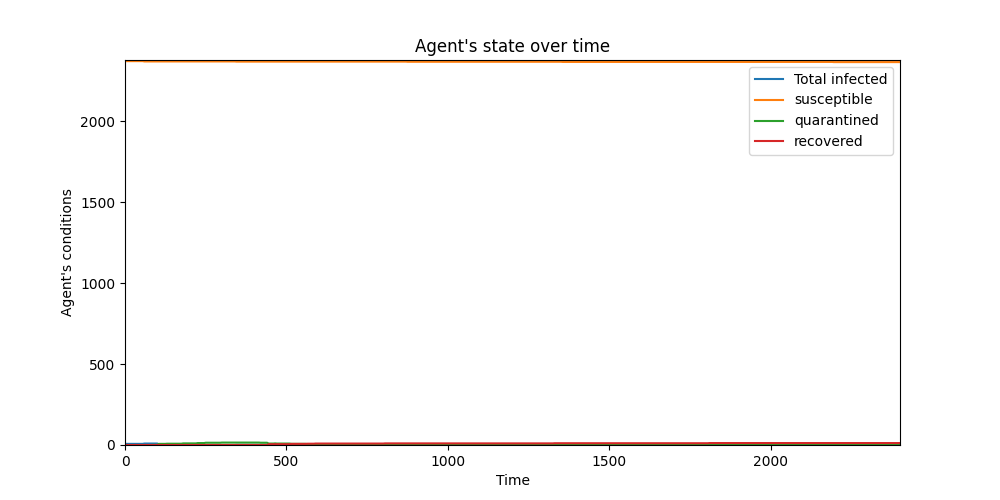 Agent's state over time
Total infected
susceptible
quarantined
recovered
Agent's conditions
2000
1500
1000
500
0
0 500 1000 1500 2000
Time